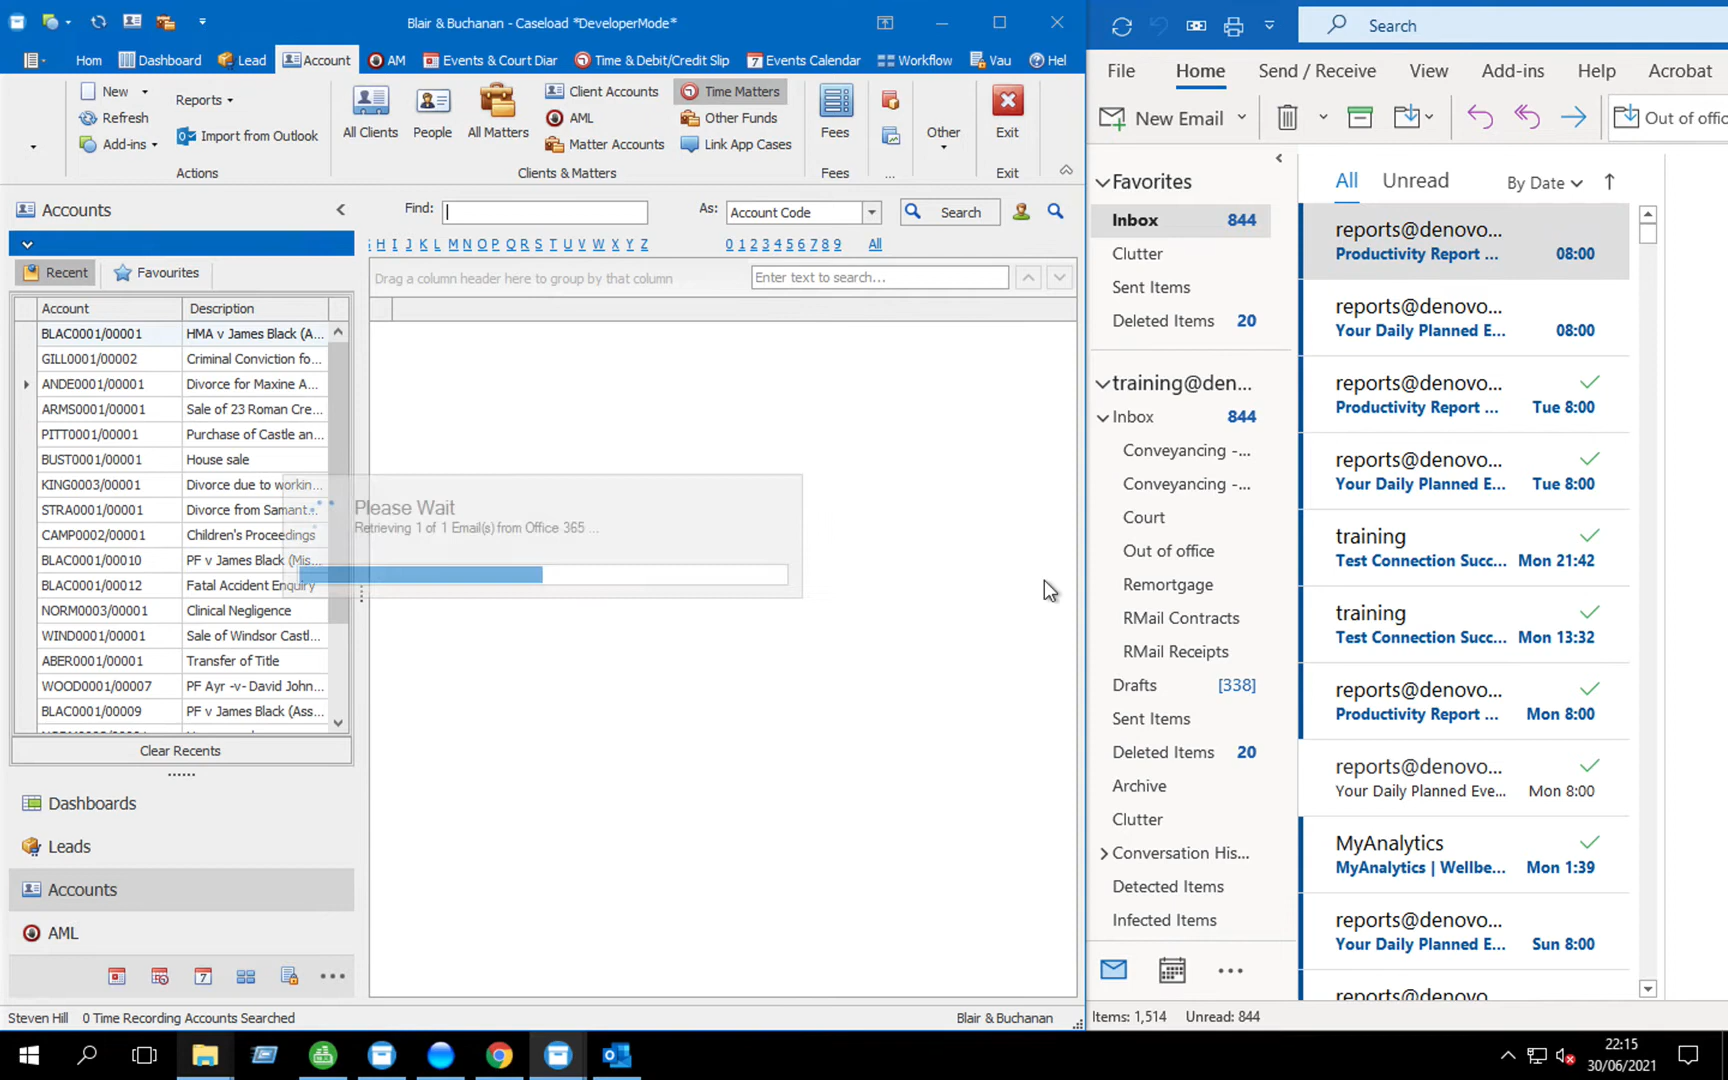 Blair & Buchanan - Caseload *DeveloperMode*
Hom Dashboard Lead Account AM Events & Court Diar Time & Debit/Credit Slip Events Calendar Workflow Vau Hel
New
Refresh
Add-ins
Reports
Import from Outlook
Actions
All Clients
People
All Matters
Client Accounts
AML
Matter Accounts
Time Matters
Other Funds
Link App Cases
Clients & Matters
Fees
Fees
...
Other
Exit
Exit
Accounts
Recent Favourites
Account Description
BLAC0001/00001 HMA v James Black (A...
GILL0001/00002 Criminal Conviction fo...
ANDE0001/00001 Divorce for Maxine A...
ARMS0001/00001 Sale of 23 Roman Cre...
PITT0001/00001 Purchase of Castle an...
BUST0001/00001 House sale
KING0003/00001 Divorce due to workin...
STRA0001/00001 Divorce from Samant...
CAMP0002/00001 Children's Proceedings
BLAC0001/00010 PF v James Black (Mis...
BLAC0001/00012 Fatal Accident Enquiry
NORM0003/00001 Clinical Negligence
WIND0001/00001 Sale of Windsor Castl...
ABER0001/00001 Transfer of Title
WOOD0001/00007 PF Ayr -v- David John...
BLAC0001/00009 PF v James Black (Ass...
Clear Recents
Dashboards
Leads
Accounts
AML
Find: As: Account Code Search
H I J K L M N O P Q R S T U V W X Y Z 0 1 2 3 4 5 6 7 8 9 All
Drag a column header here to group by that column Enter text to search...
Please Wait
Retrieving 1 of 1 Email(s) from Office 365 ...
Steven Hill 0 Time Recording Accounts Searched Blair & Buchanan
Search
File Home Send / Receive View Add-ins Help Acrobat
New Email Out of offic
Favorites
Inbox 844
Clutter
Sent Items
Deleted Items 20
training@den...
Inbox 844
Conveyancing -...
Conveyancing -...
Court
Out of office
Remortgage
RMail Contracts
RMail Receipts
Drafts [338]
Sent Items
Deleted Items 20
Archive
Clutter
Conversation His...
Detected Items
Infected Items
All Unread By Date
reports@denovo...
Productivity Report ... 08:00
reports@denovo...
Your Daily Planned E... 08:00
reports@denovo...
Productivity Report ... Tue 8:00
reports@denovo...
Your Daily Planned E... Tue 8:00
training
Test Connection Succ... Mon 21:42
training
Test Connection Succ... Mon 13:32
reports@denovo...
Productivity Report ... Mon 8:00
reports@denovo...
Your Daily Planned Eve... Mon 8:00
MyAnalytics
MyAnalytics | Wellbe... Mon 1:39
reports@denovo...
Your Daily Planned E... Sun 8:00
reports@denovo...
Items: 1,514 Unread: 844
22:15
30/06/2021